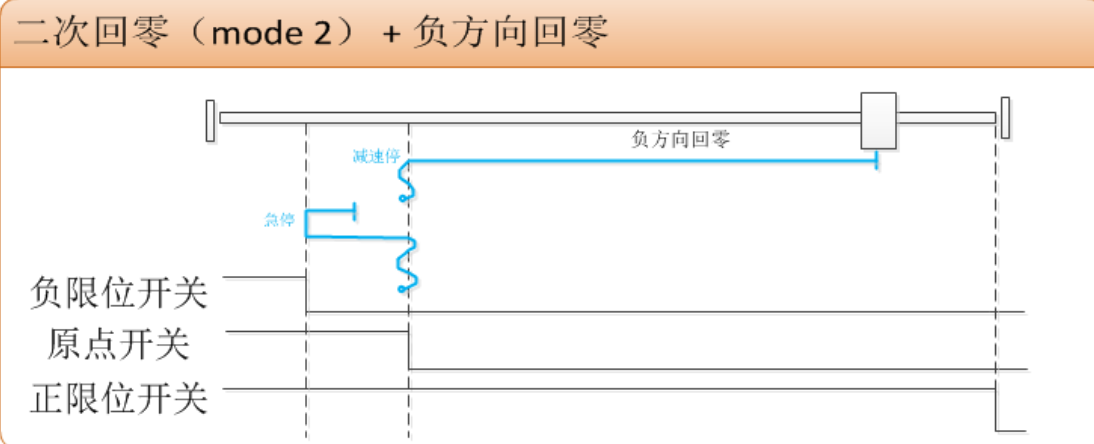 二次回零（mode 2） + 负方向回零
负方向回零
减速停
急停
负限位开关
原点开关
正限位开关